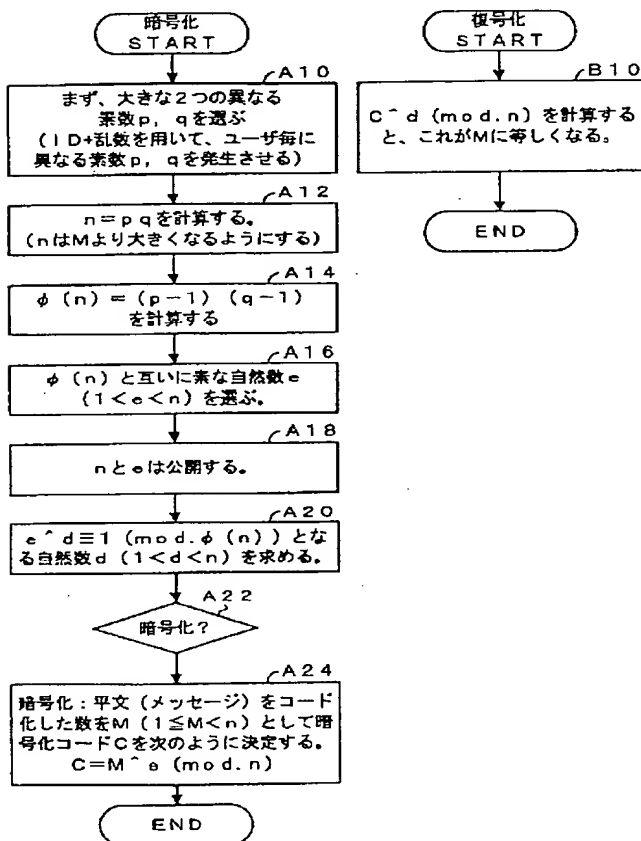 暗号化
START
A10
まず、大きな2つの異なる
素数p，qを選ぶ
(ID+乱数を用いて、ユーザ毎に
異なる素数p，qを発生させる)
A12
n＝pqを計算する。
(nはMより大きくなるようにする)
A14
φ(n)＝(p-1)(q-1)
を計算する
A16
φ(n)と互いに素な自然数e
(1<e<n)を選ぶ。
A18
nとeは公開する。
A20
e^d≡1(mod.φ(n))とな
る自然数d(1<d<n)を求める。
A22
暗号化？
A24
暗号化：平文(メッセージ)をコード
化した数をM(1≦M<n)として暗
号化コードCを次のように決定する。
C=M^e(mod.n)
END
復号化
START
B10
C^d(mod.n)を計算する
と、これがMに等しくなる。
END